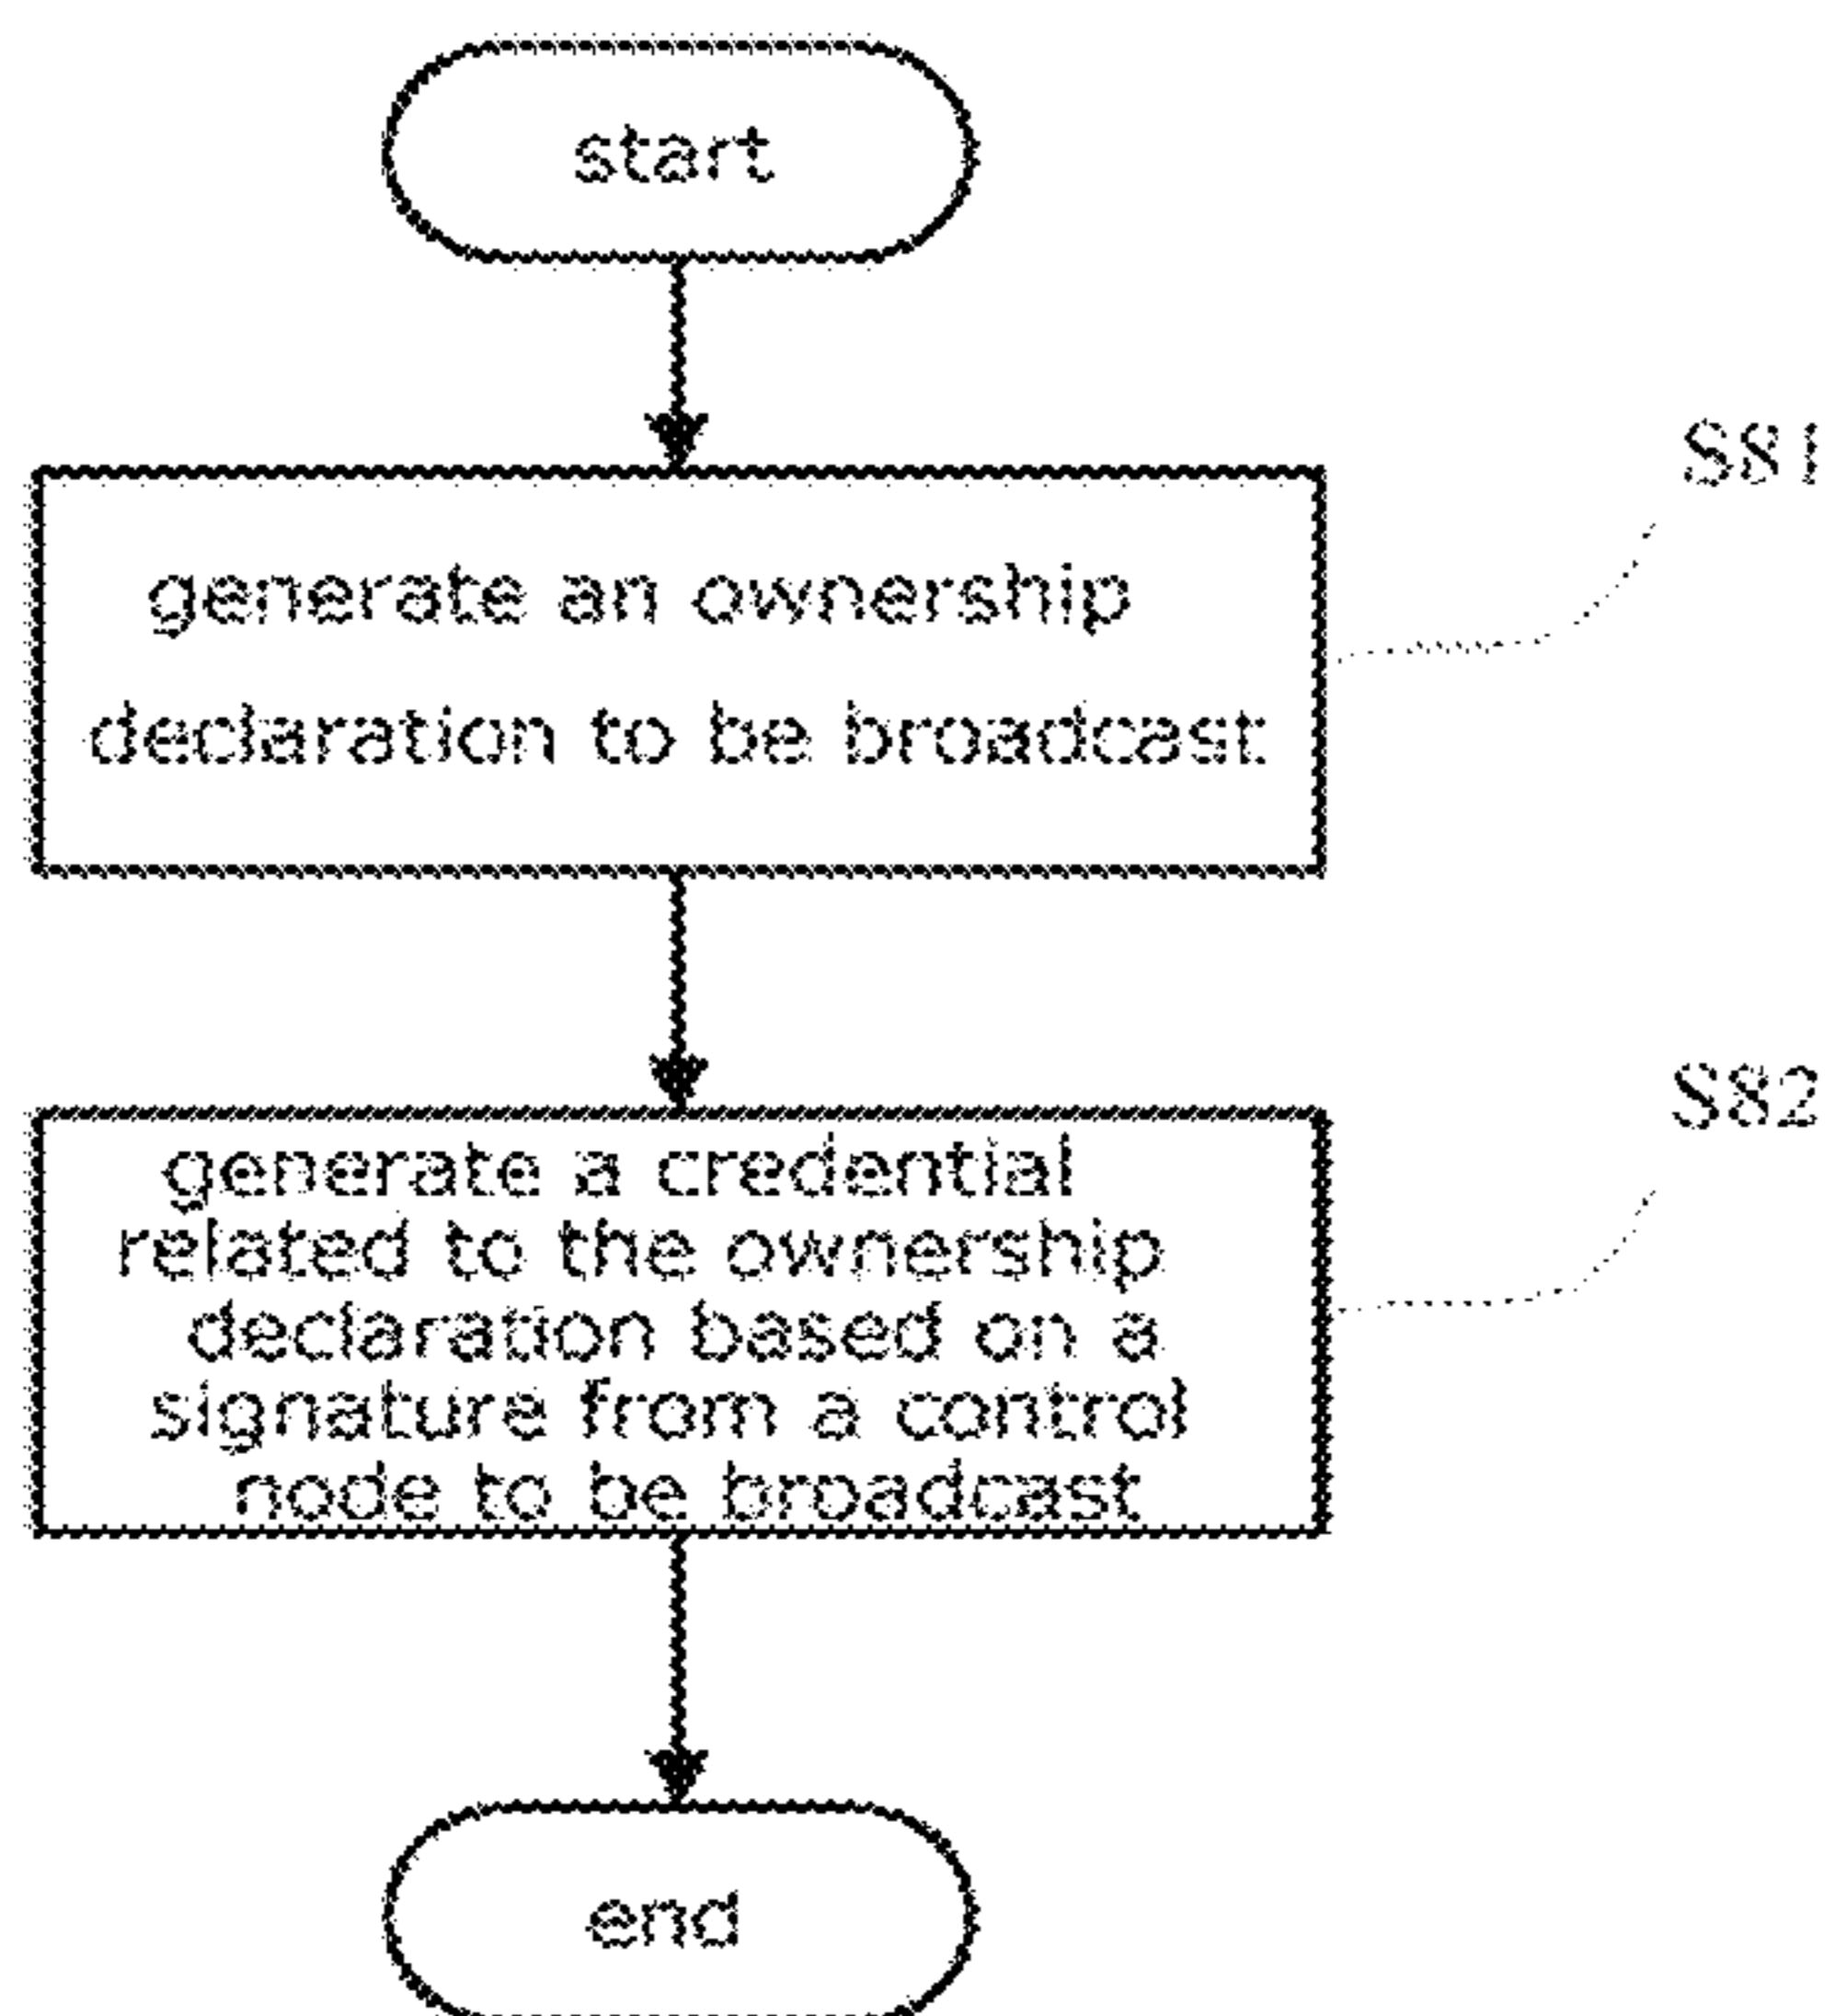 start
S81
generate an ownership
declaration to be broadcast
S82
generate a credential
related to the ownership
declaration based on a
signature from a control
node to be broadcast
end